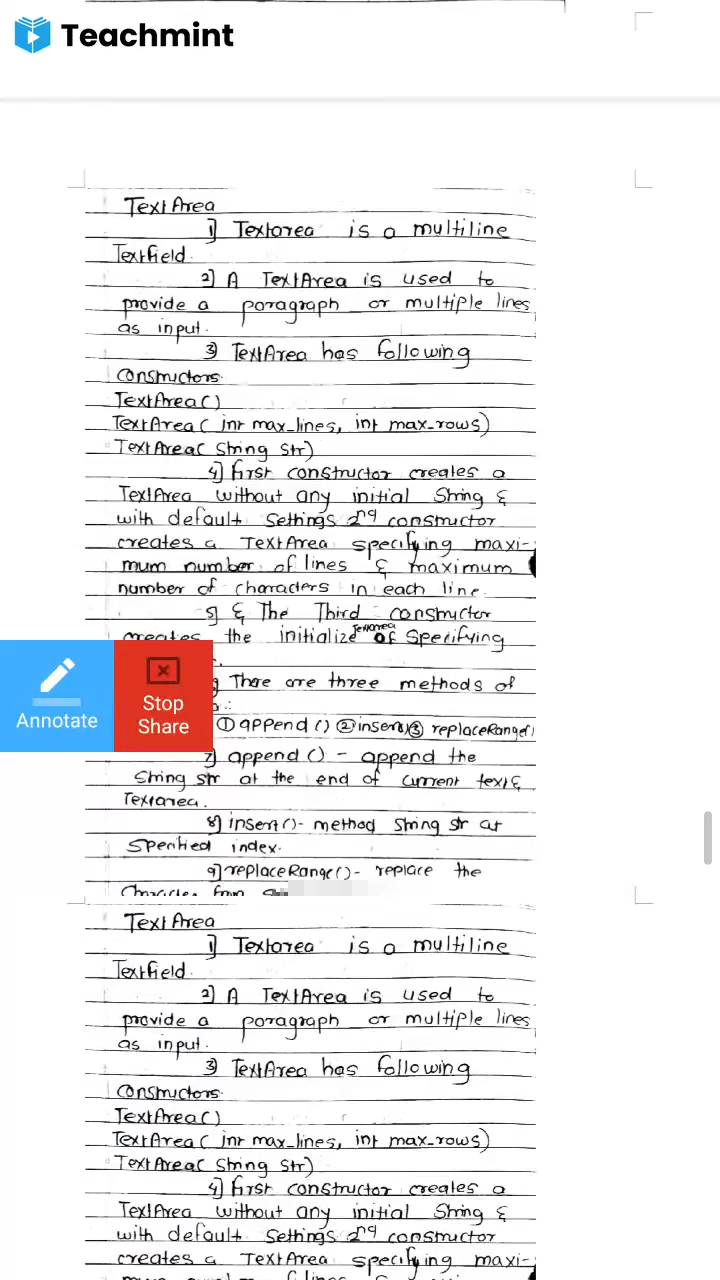 Teachmint
TextArea
1] Textarea is a multiline
Textfield.
2] A TextArea is used to
provide a paragraph or multiple lines
as input.
3] TextArea has following
constructors.
TextArea()
TextArea( int max_lines, int max_rows)
TextArea( String str)
4] First constructor creates a
TextArea without any initial String &
with default settings 2nd constructor
creates a TextArea specifying maxi-
mum number of lines & maximum
number of characters in each line.
5] & The Third constructor
creates the initialize Textarea of specifying
There are three methods of
① append () ② insert() ③ replaceRange()
7] append () - append the
String str at the end of current text &
Textarea.
8] insert()- method String str at
specified index.
9] replaceRange()- replace the
Character from
Annotate
Stop
Share
TextArea
1] Textarea is a multiline
Textfield.
2] A TextArea is used to
provide a paragraph or multiple lines
as input.
3] TextArea has following
constructors.
TextArea()
TextArea( int max_lines, int max_rows)
TextArea( String str)
4] First constructor creates a
TextArea without any initial String &
with default settings 2nd constructor
creates a TextArea specifying maxi-